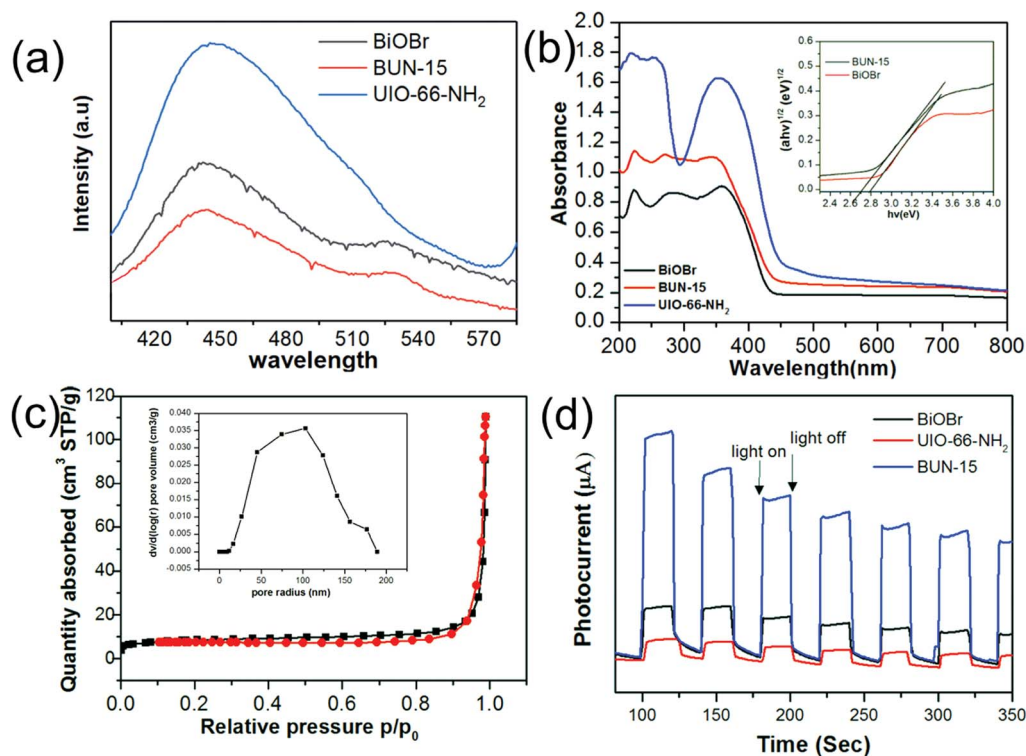 (a)
BiOBr
BUN-15
UIO-66-NH₂
Intensity (a.u)
420 450 480 510 540 570
wavelength
(b)
2.0
1.8
1.6
1.4
1.2
1.0
0.8
0.6
0.4
0.2
0.0
Absorbance
BiOBr
BUN-15
UIO-66-NH₂
200 300 400 500 600 700 800
Wavelength(nm)
BUN-15
BiOBr
(ahv)^1/2 (eV)^1/2
0.6
0.5
0.4
0.3
0.2
0.1
0.0
2.4 2.6 2.8 3.0 3.2 3.4 3.6 3.8 4.0
hv(eV)
(c)
Quantity absorbed (cm³ STP/g)
120
110
100
80
60
40
20
0
0.0 0.2 0.4 0.6 0.8 1.0
Relative pressure p/p₀
dv/d(log(r) pore volume (cm3/g)
0.040
0.035
0.030
0.025
0.020
0.015
0.010
0.005
0.000
-0.005
0 50 100 150 200
pore radius (nm)
(d)
BiOBr
UIO-66-NH₂
BUN-15
light on
light off
Photocurrent (μA)
100 150 200 250 300 350
Time (Sec)